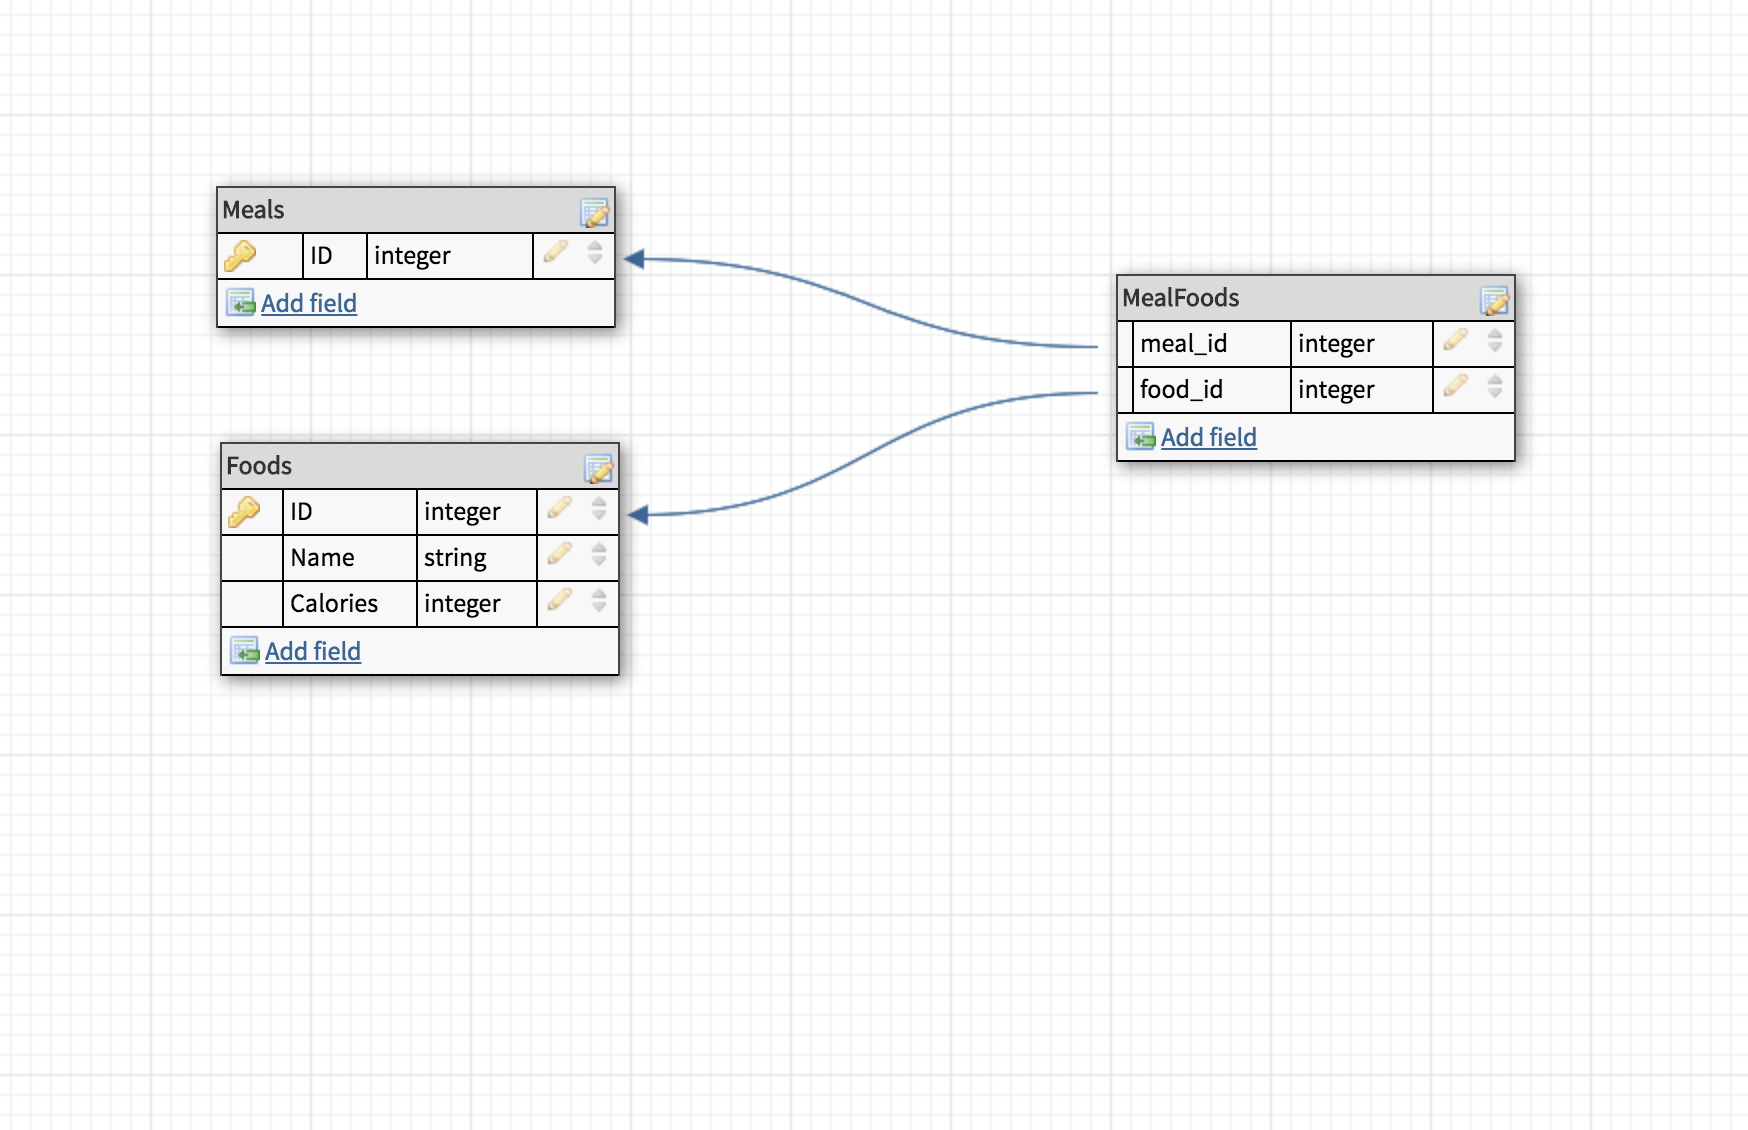 Meals
ID integer
Add field
MealFoods
meal_id integer
food_id integer
Add field
Foods
ID integer
Name string
Calories integer
Add field